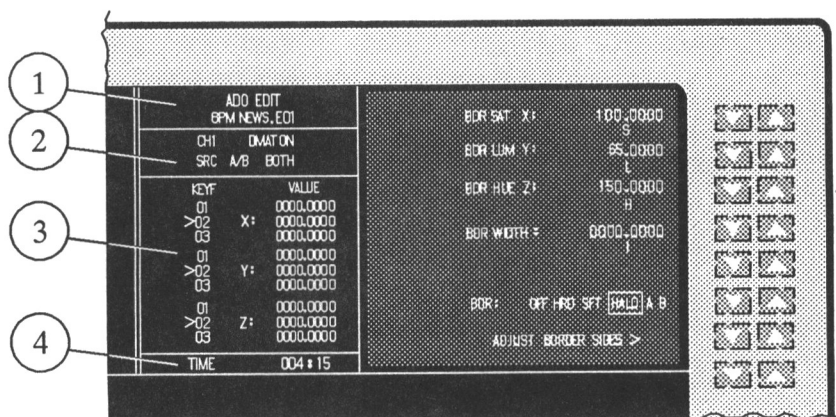 1
ADO EDIT
6PM NEWS.E01
2
CH1 DMAT ON
SRC A/B BOTH
KEYF VALUE
01 0000.0000
>02 X: 0000.0000
03 0000.0000
3
01 0000.0000
>02 Y: 0000.0000
03 0000.0000
01 0000.0000
>02 Z: 0000.0000
03 0000.0000
4
TIME 004:15
BDR SAT X: 100.0000
S
BDR LUM Y: 65.0000
L
BDR HUE Z: 150.0000
H
BDR WIDTH = 0000.0000
I
BDR: OFF HRD SFT HALO A B
ADJUST BORDER SIDES >